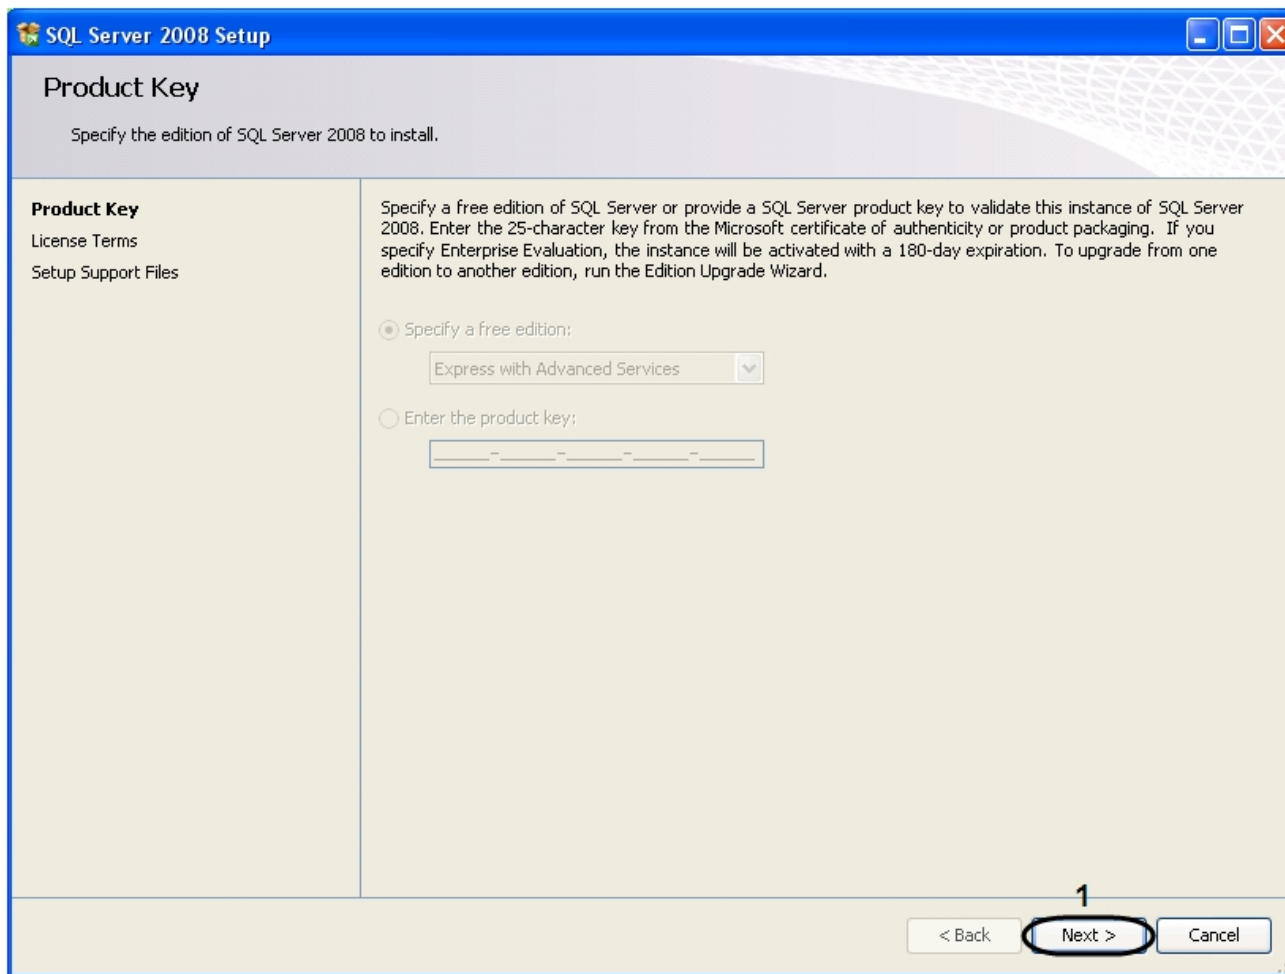 SQL Server 2008 Setup
Product Key
Specify the edition of SQL Server 2008 to install.
Product Key
License Terms
Setup Support Files
Specify a free edition of SQL Server or provide a SQL Server product key to validate this instance of SQL Server
2008. Enter the 25-character key from the Microsoft certificate of authenticity or product packaging.  If you
specify Enterprise Evaluation, the instance will be activated with a 180-day expiration. To upgrade from one
edition to another edition, run the Edition Upgrade Wizard.
Specify a free edition:
Express with Advanced Services
Enter the product key:
_____-_____-_____-_____-_____
1
< Back Next > Cancel